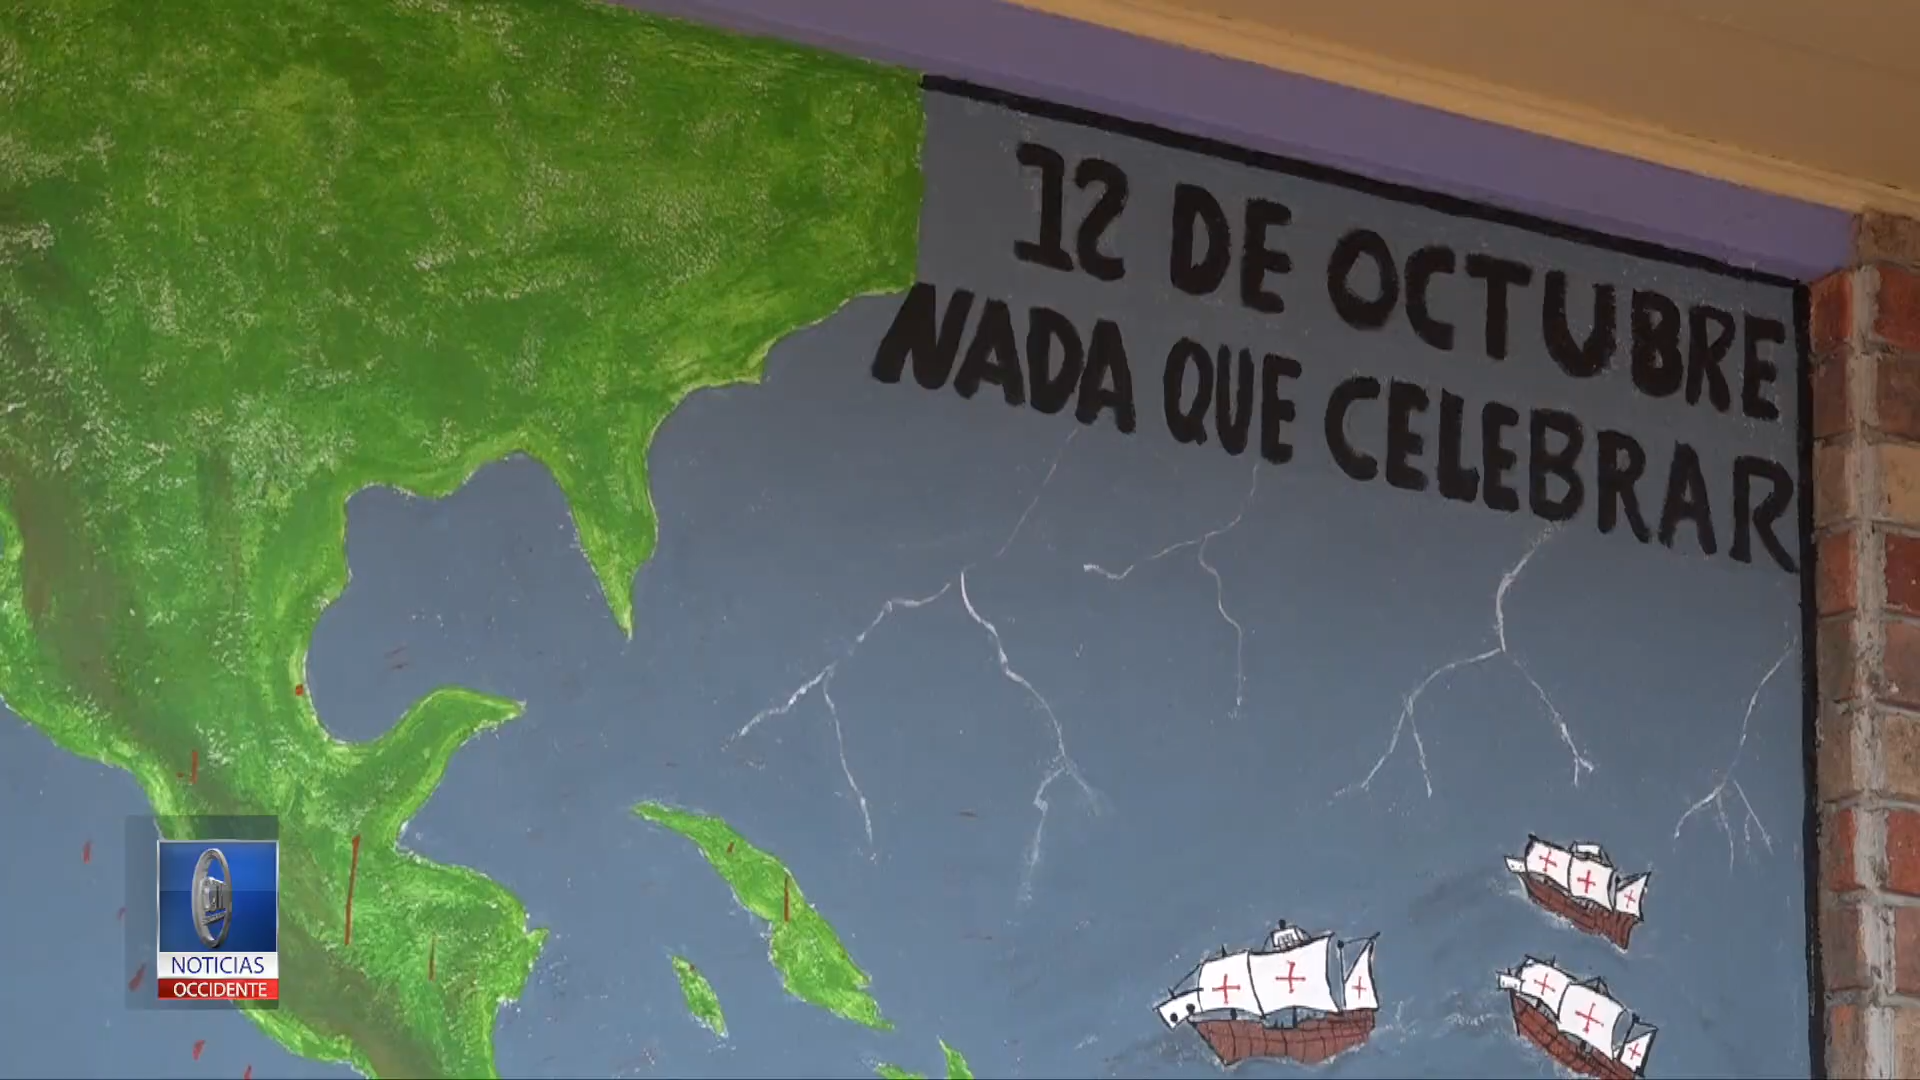 12 DE OCTUBRE
NADA QUE CELEBRAR
NOTICIAS
OCCIDENTE